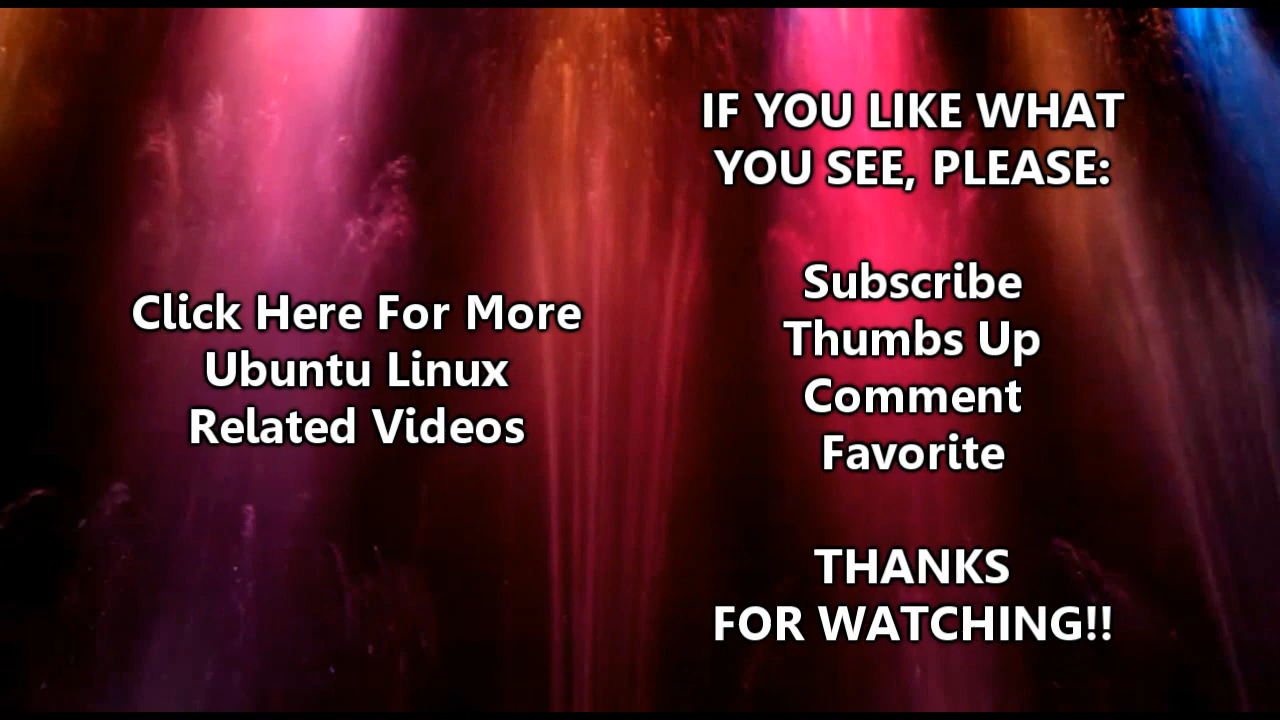 Click Here For More
Ubuntu Linux
Related Videos
IF YOU LIKE WHAT
YOU SEE, PLEASE:
Subscribe
Thumbs Up
Comment
Favorite
THANKS
FOR WATCHING!!